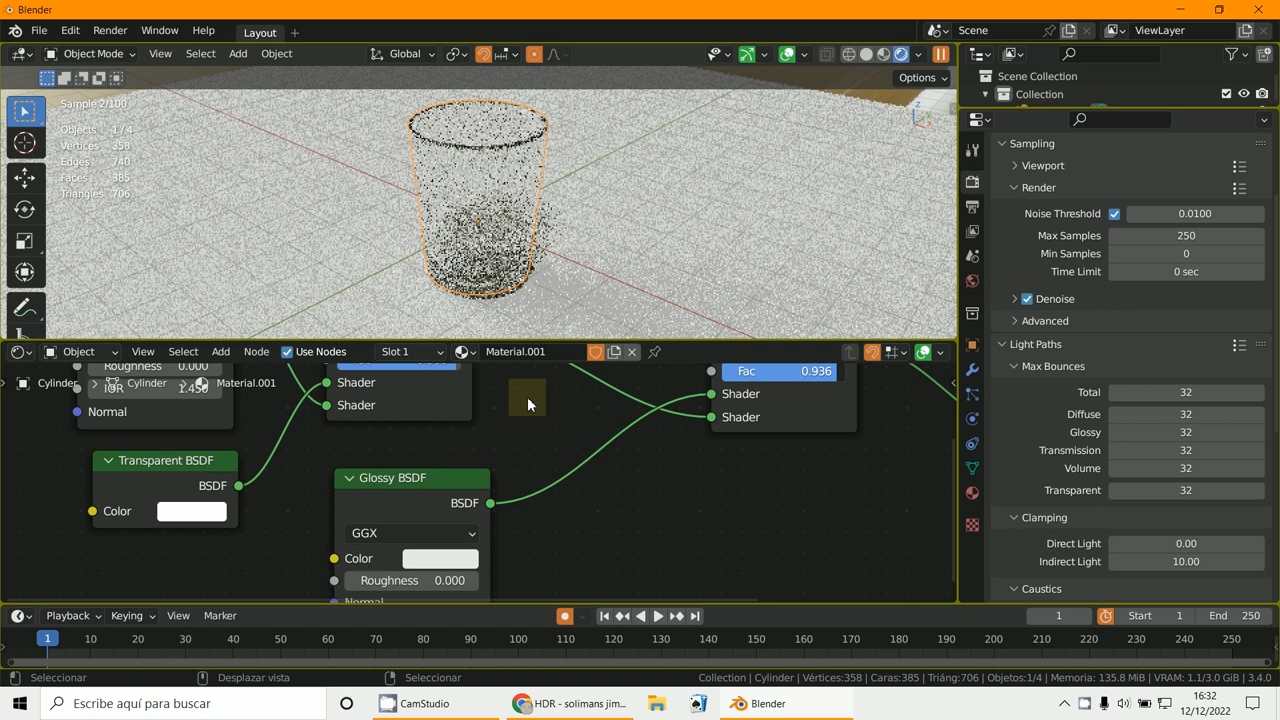 Blender
File Edit Render Window Help Layout + Scene ViewLayer
Object Mode View Select Add Object Global
Options
Sample 2/100
Objects 1 / 4
Vertices 358
Edges 740
Faces 385
Triangles 706
Z
Scene Collection
Collection
Sampling
Viewport
Render
Noise Threshold 0.0100
Max Samples 250
Min Samples 0
Time Limit 0 sec
Denoise
Advanced
Light Paths
Max Bounces
Total 32
Diffuse 32
Glossy 32
Transmission 32
Volume 32
Transparent 32
Clamping
Direct Light 0.00
Indirect Light 10.00
Caustics
Object View Select Add Node Use Nodes Slot 1 Material.001
Roughness 0.000
Cylinder > Cylinder > Material.001
IOR 1.450
Normal
Shader
Shader
Fac 0.936
Shader
Shader
Transparent BSDF
BSDF
Color
Glossy BSDF
BSDF
GGX
Color
Roughness 0.000
Normal
Playback Keying View Marker 1 Start 1 End 250
1 10 20 30 40 50 60 70 80 90 100 110 120 130 140 150 160 170 180 190 200 210 220 230 240 250
Seleccionar Desplazar vista Seleccionar Collection | Cylinder | Vértices:358 | Caras:385 | Triáng:706 | Objetos:1/4 | Memoria: 135.8 MiB | VRAM: 1.1/3.0 GiB | 3.4.0
Escribe aquí para buscar CamStudio HDR - solimans jim... Blender 16:32
12/12/2022